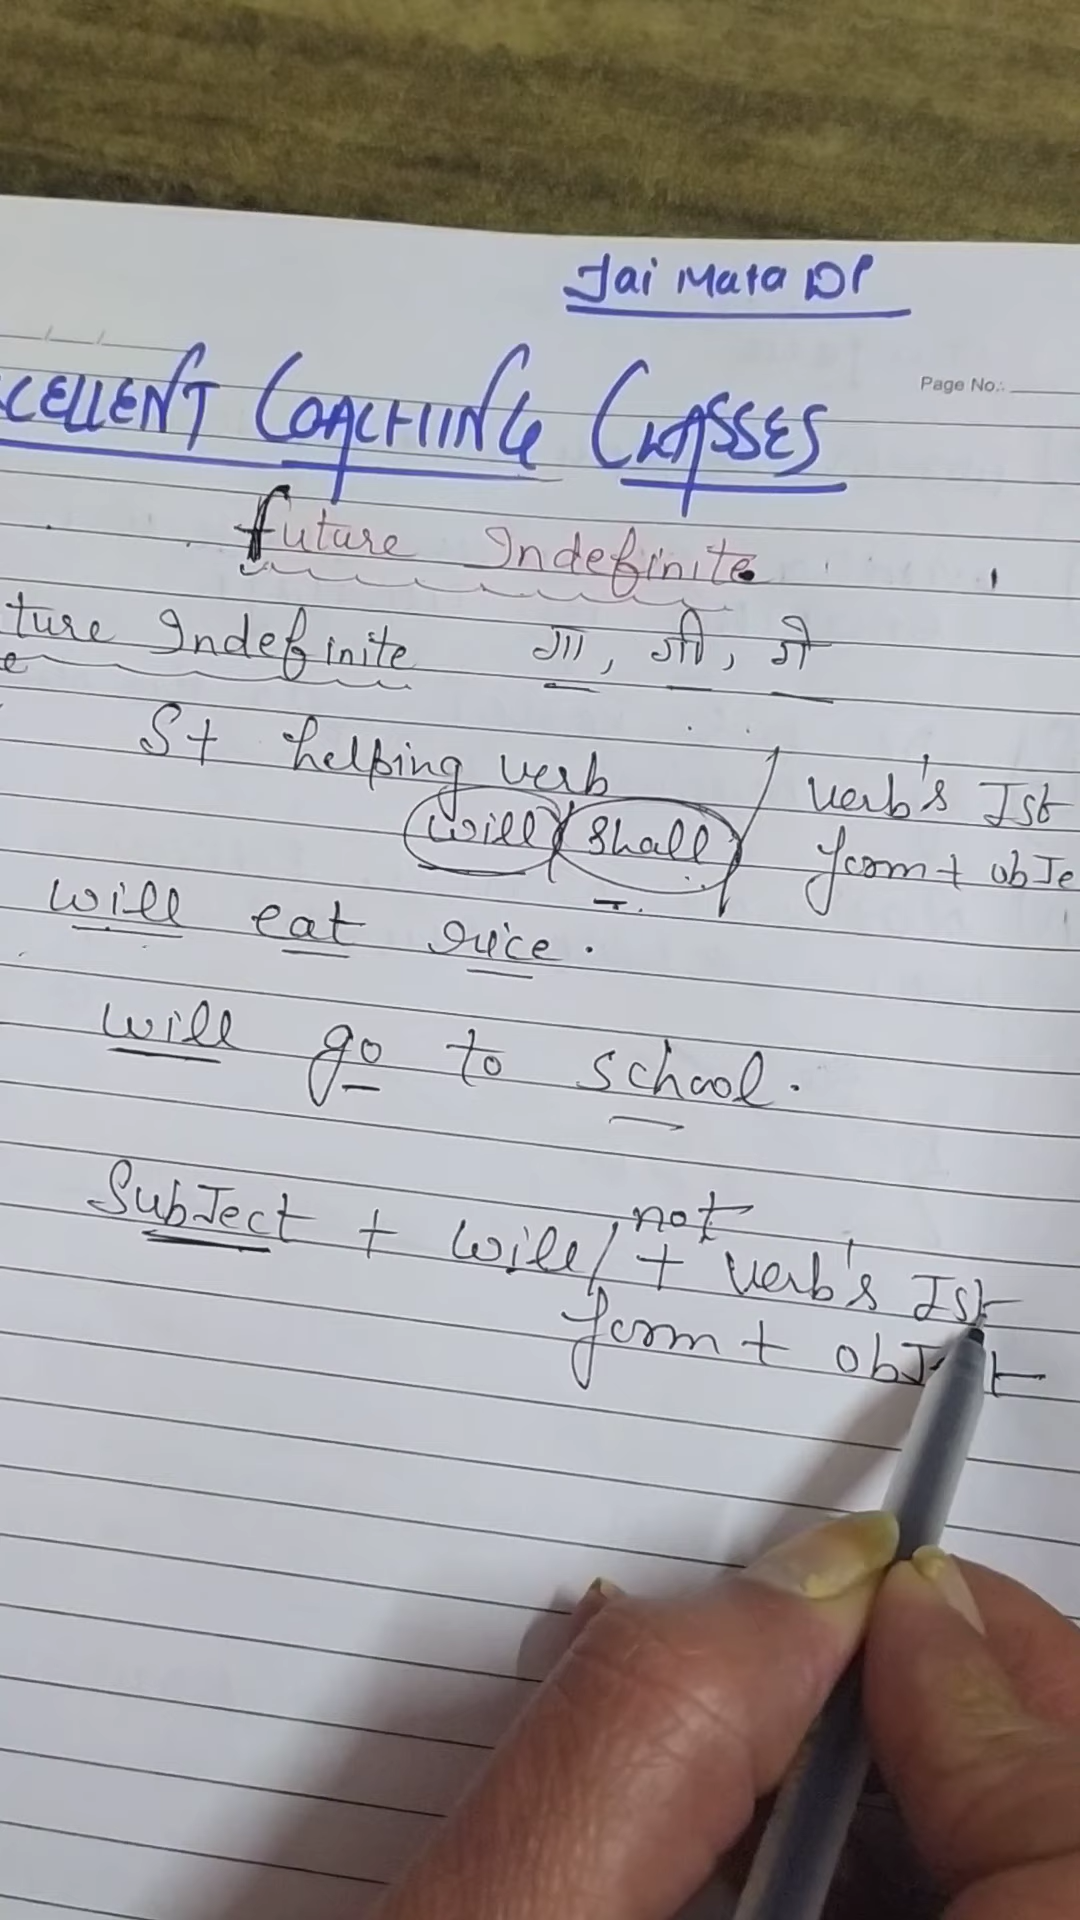 Jai Mata DI
Page No.:
CELLENT COACHING CLASSES
future Indefinite
ture Indefinite गा, गी, गे
e
S+ helping verb / verb's Ist
will / shall form + obJe
will eat rice.
will go to school.
SubJect + will / not + verb's Ist
form + obJect